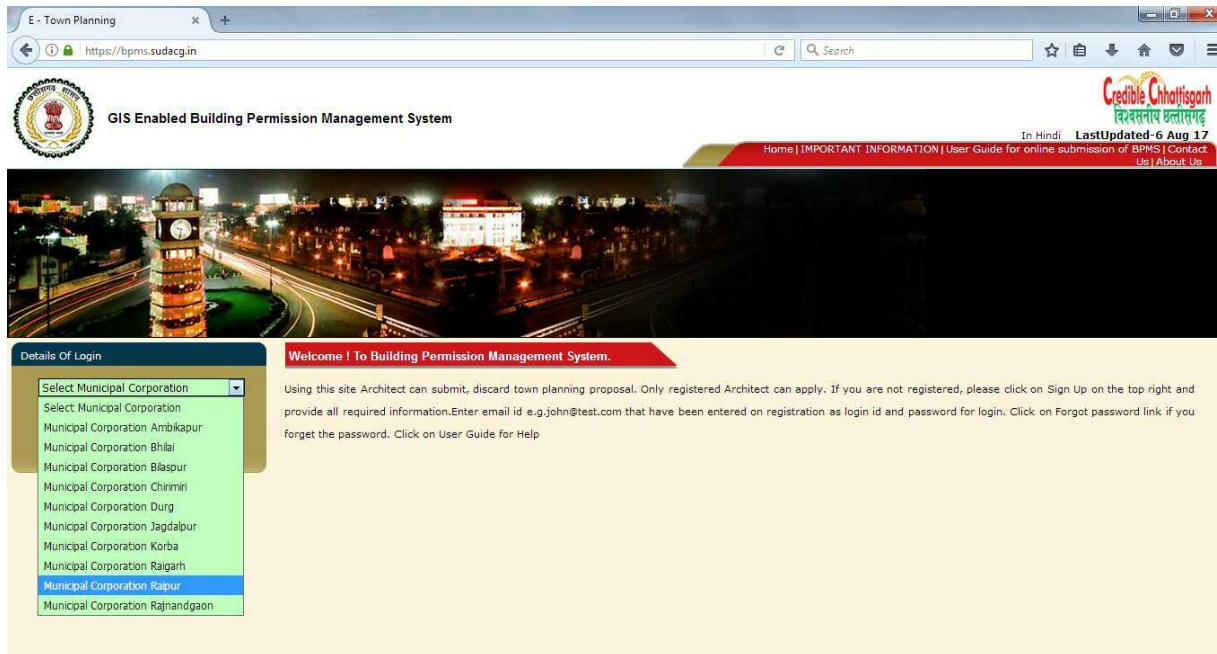 E - Town Planning
https://bprms.sudacg.in
Search
GIS Enabled Building Permission Management System
Credible Chhattisgarh
विश्वसनीय छत्तीसगढ़
In Hindi LastUpdated-6 Aug 17
Home | IMPORTANT INFORMATION | User Guide for online submission of BPMS | Contact
Us | About Us
Details Of Login
Select Municipal Corporation
Select Municipal Corporation
Municipal Corporation Ambikapur
Municipal Corporation Bhilai
Municipal Corporation Bilaspur
Municipal Corporation Chirimiri
Municipal Corporation Durg
Municipal Corporation Jagdalpur
Municipal Corporation Korba
Municipal Corporation Raigarh
Municipal Corporation Raipur
Municipal Corporation Rajnandgaon
Welcome ! To Building Permission Management System.
Using this site Architect can submit, discard town planning proposal. Only registered Architect can apply. If you are not registered, please click on Sign Up on the top right and
provide all required information.Enter email id e.g.john@test.com that have been entered on registration as login id and password for login. Click on Forgot password link if you
forget the password. Click on User Guide for Help